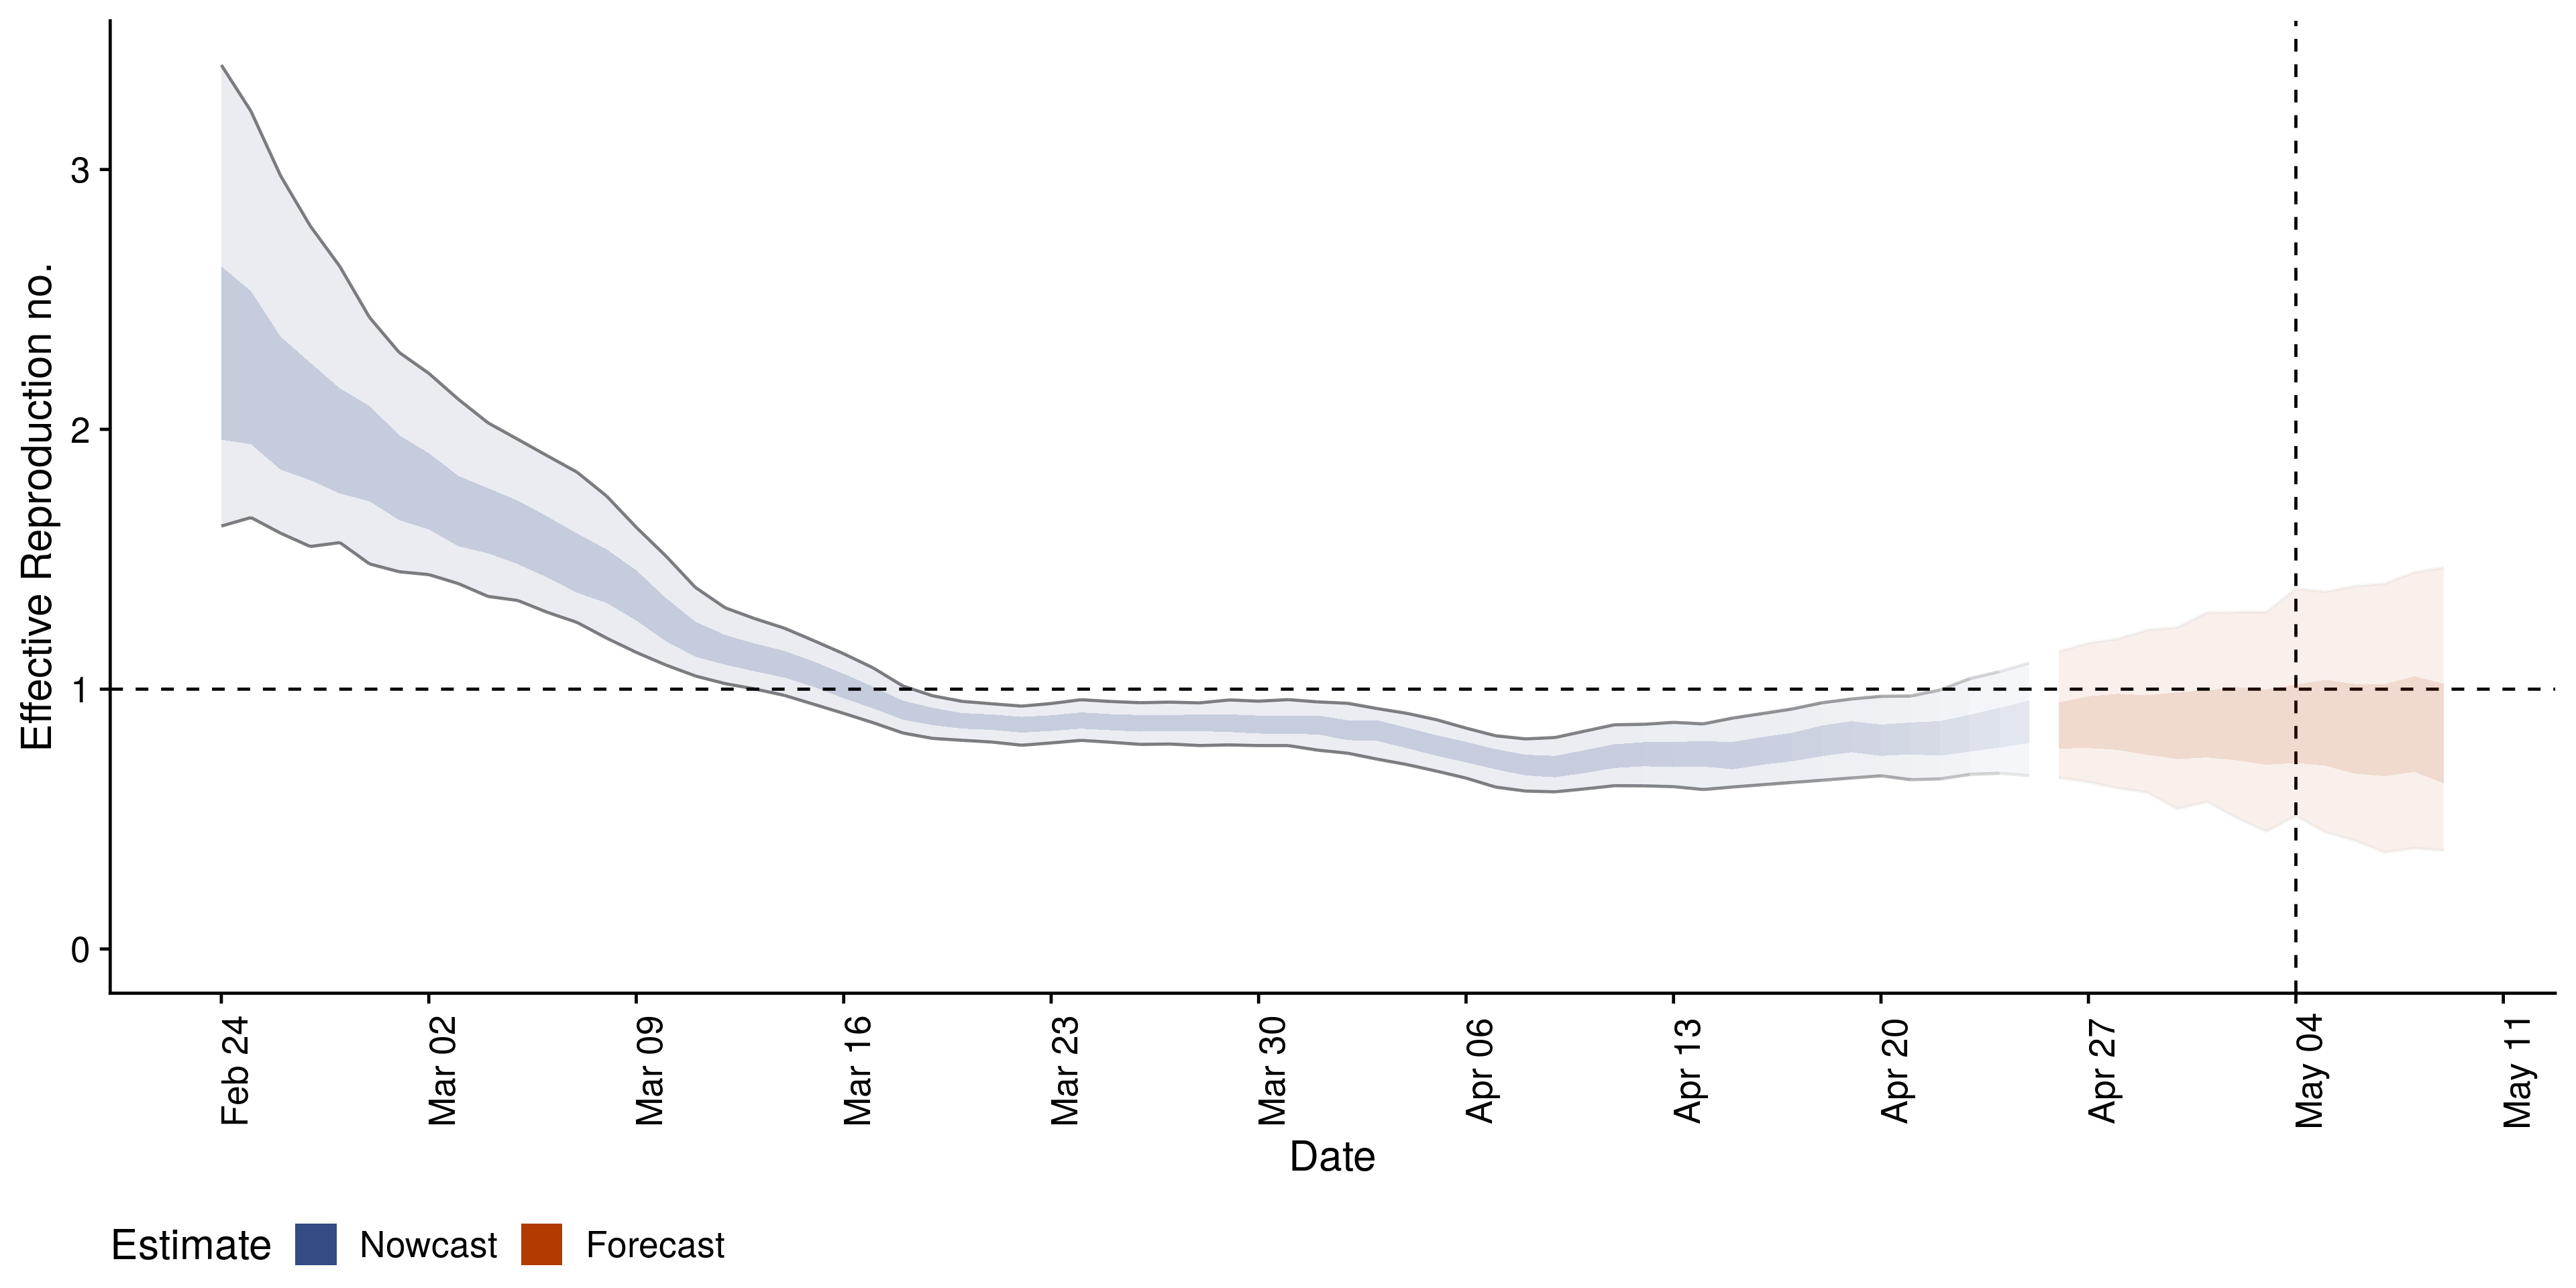 Effective Reproduction no.
3
2
1
0
Feb 24
Mar 02
Mar 09
Mar 16
Mar 23
Mar 30
Apr 06
Apr 13
Apr 20
Apr 27
May 04
May 11
Date
Estimate Nowcast Forecast